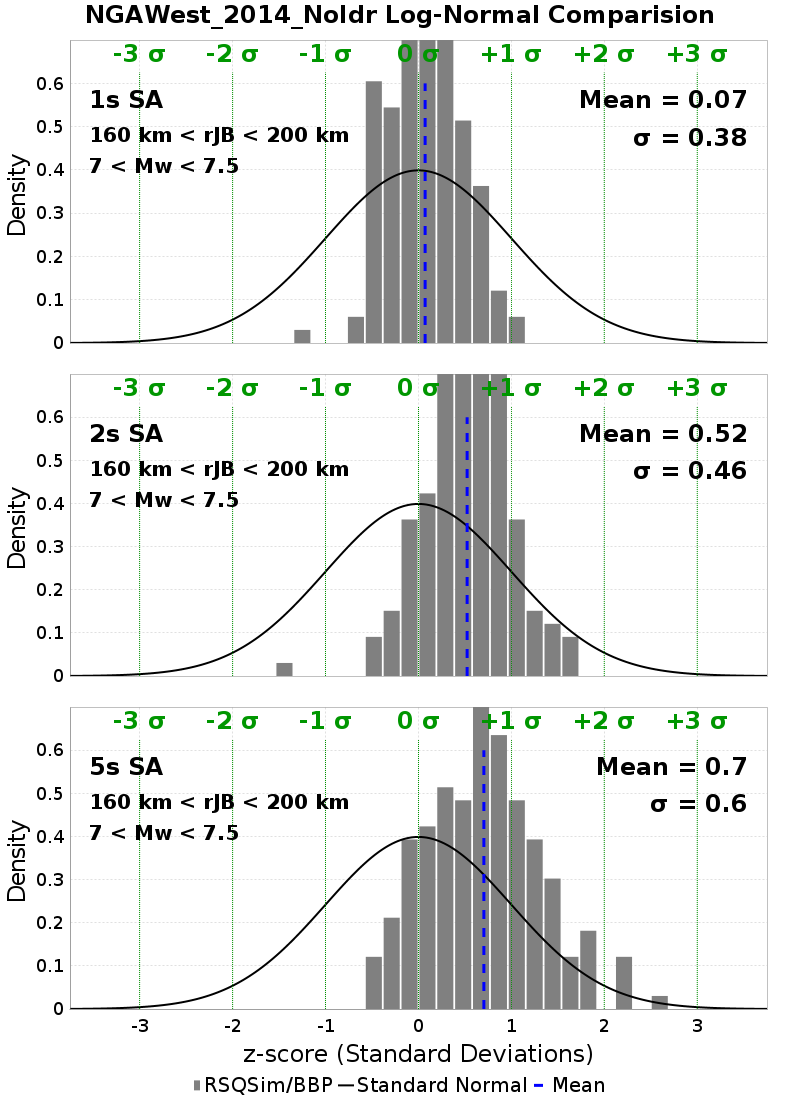 NGAWest_2014_NoIdr Log-Normal Comparision
-3 σ -2 σ -1 σ 0 σ +1 σ +2 σ +3 σ
1s SA
160 km < rJB < 200 km
7 < Mw < 7.5
Mean = 0.07
σ = 0.38
Density
0.6
0.5
0.4
0.3
0.2
0.1
0
-3 σ -2 σ -1 σ 0 σ +1 σ +2 σ +3 σ
2s SA
160 km < rJB < 200 km
7 < Mw < 7.5
Mean = 0.52
σ = 0.46
Density
0.6
0.5
0.4
0.3
0.2
0.1
0
-3 σ -2 σ -1 σ 0 σ +1 σ +2 σ +3 σ
5s SA
160 km < rJB < 200 km
7 < Mw < 7.5
Mean = 0.7
σ = 0.6
Density
0.6
0.5
0.4
0.3
0.2
0.1
0
-3 -2 -1 0 1 2 3
z-score (Standard Deviations)
RSQSim/BBP Standard Normal Mean